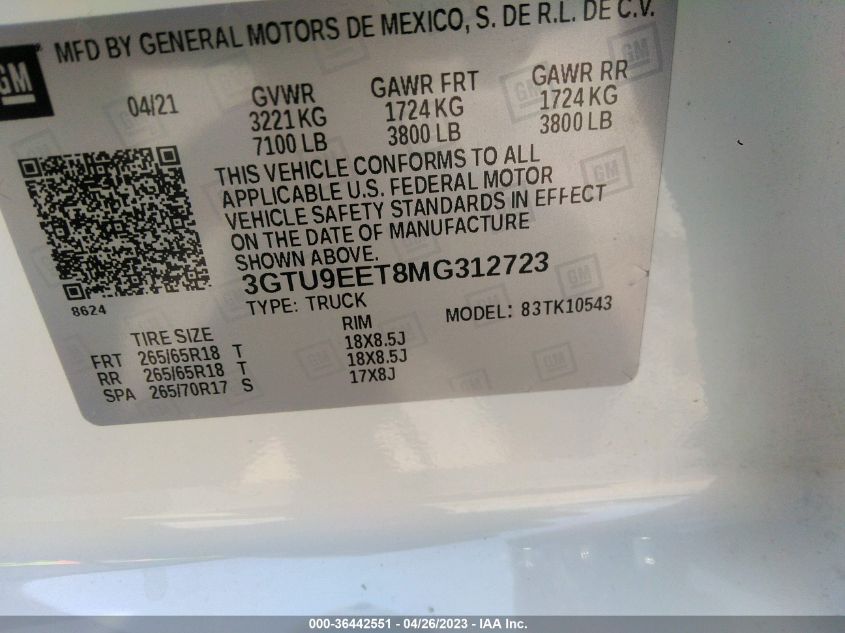 GM
MFD BY GENERAL MOTORS DE MEXICO, S. DE R.L. DE C.V.
04/21
GVWR
3221 KG
7100 LB
GAWR FRT
1724 KG
3800 LB
GAWR RR
1724 KG
3800 LB
THIS VEHICLE CONFORMS TO ALL
APPLICABLE U.S. FEDERAL MOTOR
VEHICLE SAFETY STANDARDS IN EFFECT
ON THE DATE OF MANUFACTURE
SHOWN ABOVE.
3GTU9EET8MG312723
8624
TYPE: TRUCK
MODEL: 83TK10543
TIRE SIZE
RIM
FRT 265/65R18 T 18X8.5J
RR 265/65R18 T 18X8.5J
SPA 265/70R17 S 17X8J
000-36442551 - 04/26/2023 - IAA Inc.